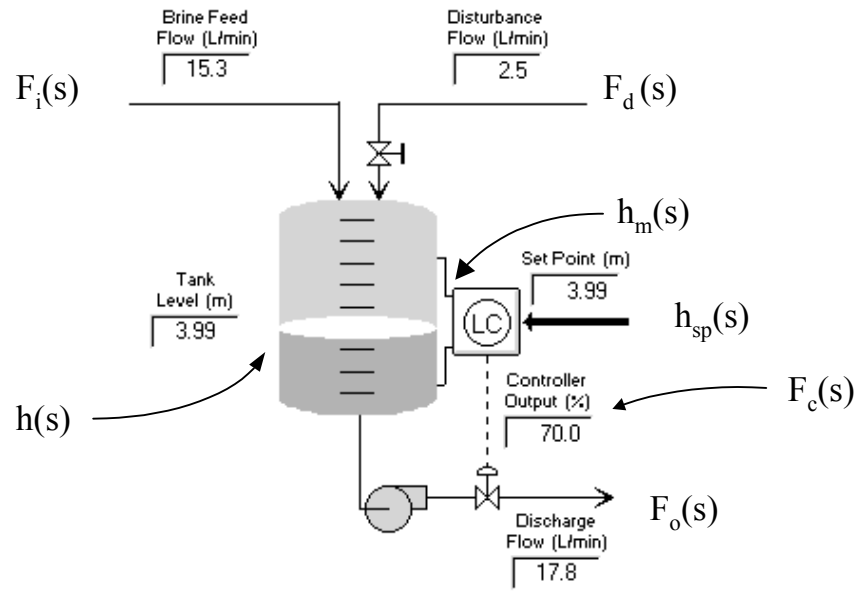 Brine Feed
Flow (L/min)
15.3
Disturbance
Flow (L/min)
2.5
Fi(s)
Fd(s)
hm(s)
Tank
Level (m)
3.99
Set Point (m)
3.99
LC
hsp(s)
h(s)
Controller
Output (%)
70.0
Fc(s)
Fo(s)
Discharge
Flow (L/min)
17.8